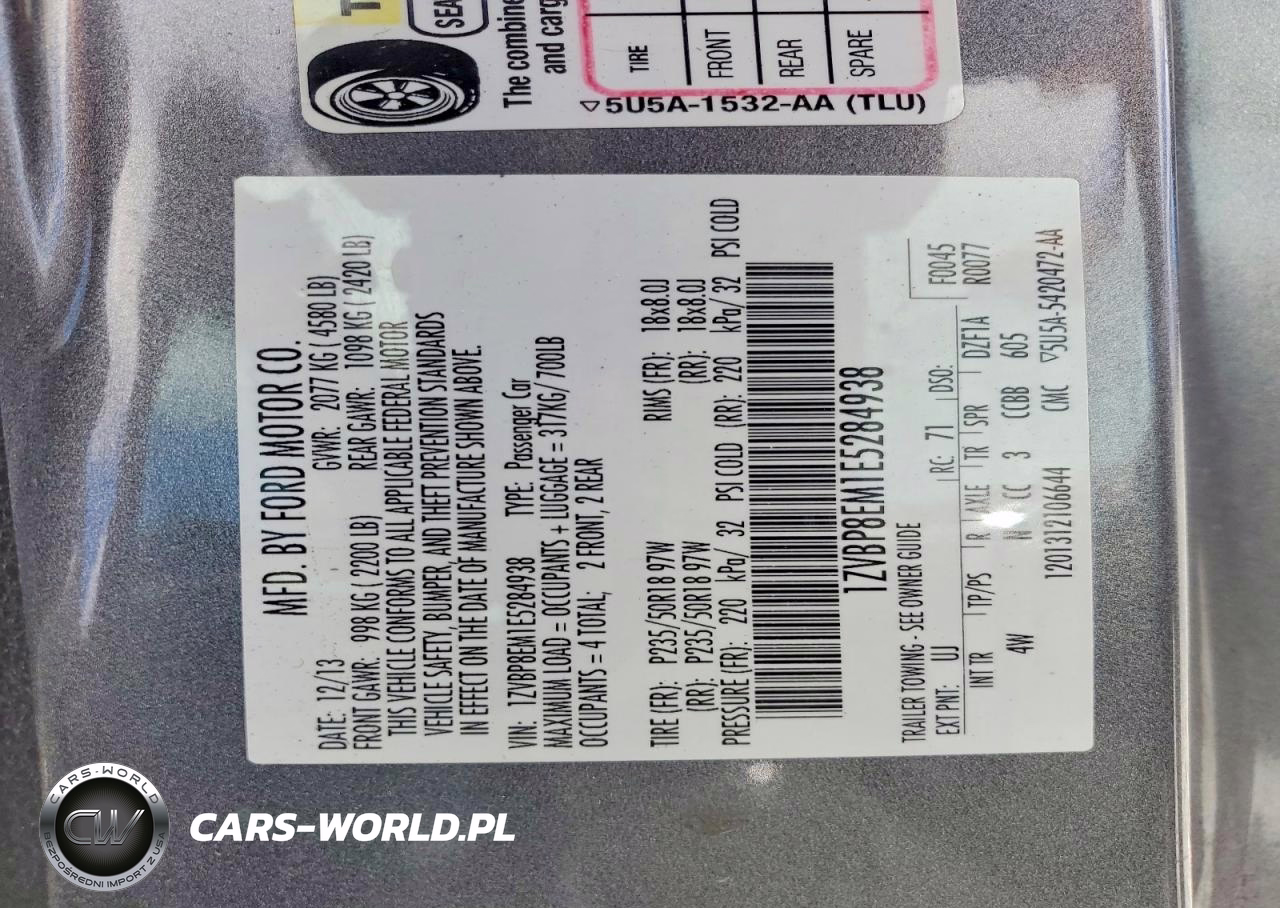 SEA
The combine
and carg
TIRE
FRONT
REAR
SPARE
5U5A-1532-AA (TLU)
MFD. BY FORD MOTOR CO.
DATE: 12/13 GVWR: 2077 KG ( 4580 LB)
FRONT GAWR: 998 KG ( 2200 LB) REAR GAWR: 1098 KG ( 2420 LB)
THIS VEHICLE CONFORMS TO ALL APPLICABLE FEDERAL MOTOR
VEHICLE SAFETY, BUMPER, AND THEFT PREVENTION STANDARDS
IN EFFECT ON THE DATE OF MANUFACTURE SHOWN ABOVE.
VIN: 1ZVBP8EM1E5284938 TYPE: Passenger Car
MAXIMUM LOAD = OCCUPANTS + LUGGAGE = 317KG/700LB
OCCUPANTS = 4 TOTAL; 2 FRONT, 2 REAR
TIRE (FR): P235/50R18 97W RIMS (FR): 18x8.0J
(RR): P235/50R18 97W (RR): 18x8.0J
PRESSURE (FR): 220 kPa/ 32 PSI COLD (RR): 220 kPa/ 32 PSI COLD
1ZVBP8EM1E5284938
TRAILER TOWING - SEE OWNER GUIDE F0045
EXT PNT: UJ RC: 71 DSO: R0077
INT TR TP/PS R AXLE TR SPR DZF1A
4W CC 3 CCBB 605
1201312106644 CMC 5U5A-5420472-AA
CARS-WORLD
CW
BEZPOŚREDNI IMPORT Z USA
CARS-WORLD.PL